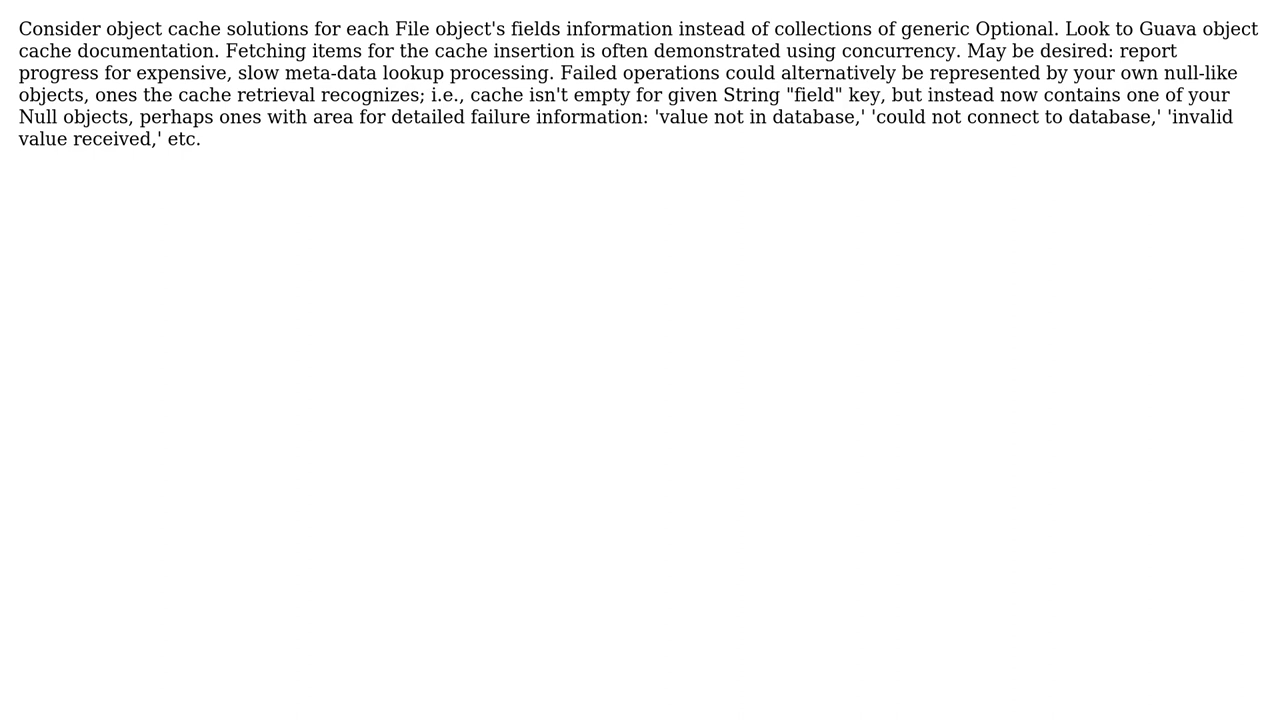 Consider object cache solutions for each File object's fields information instead of collections of generic Optional. Look to Guava object
cache documentation. Fetching items for the cache insertion is often demonstrated using concurrency. May be desired: report
progress for expensive, slow meta-data lookup processing. Failed operations could alternatively be represented by your own null-like
objects, ones the cache retrieval recognizes; i.e., cache isn't empty for given String "field" key, but instead now contains one of your
Null objects, perhaps ones with area for detailed failure information: 'value not in database,' 'could not connect to database,' 'invalid
value received,' etc.